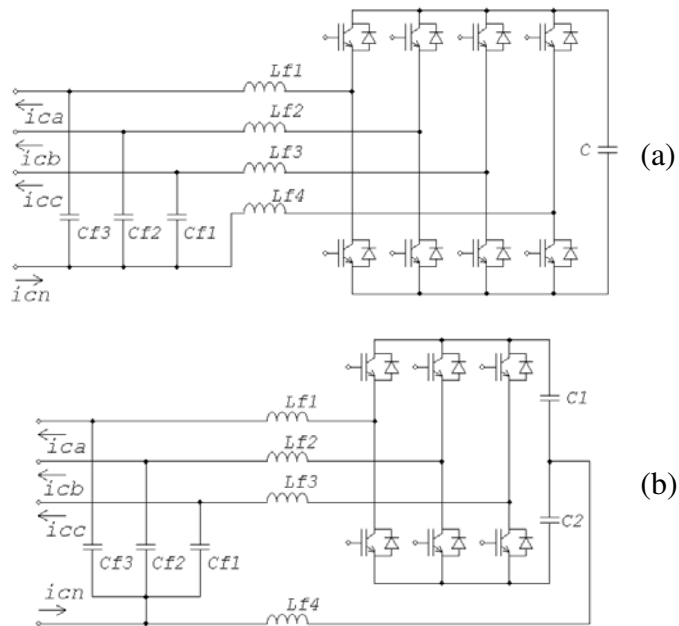 Lf1
ica
Lf2
icb
Lf3
icc
C
(a)
Lf4
Cf3 Cf2 Cf1
icn
Lf1
C1
ica
Lf2
icb
Lf3
icc
(b)
C2
Cf3 Cf2 Cf1
icn
Lf4